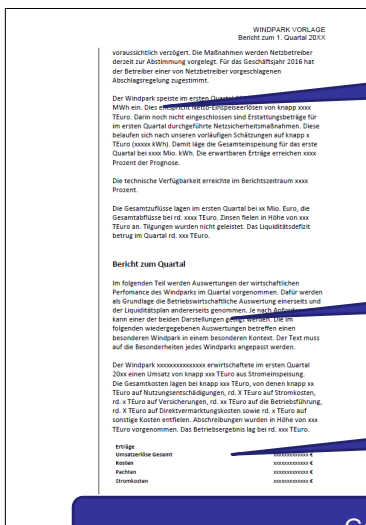 WINDPARK VORLAGE
Bericht zum 1. Quartal 20XX
voraussichtlich verzögert. Die Maßnahmen werden Netzbetreiber
derzeit zur Abstimmung vorgelegt. Für das Geschäftsjahr 2016 hat
der Betreiber einer von Netzbetreiber vorgeschlagenen
Abschlagsregelung zugestimmt.
Der Windpark speiste im ersten
MWh ein. Dies entspricht Netto-Einspeiseerlösen von knapp xxxx
TEuro. Darin noch nicht eingeschlossen sind Erstattungsbeträge für
im ersten Quartal durchgeführte Netzsicherheitsmaßnahmen. Diese
belaufen sich nach unseren vorläufigen Schätzungen auf knapp x
TEuro (xxxxx kWh). Damit läge die Gesamteinspeisung für das erste
Quartal bei xxxx Mio. kWh. Die erwartbaren Erträge erreichen xxxx
Prozent der Prognose.
Die technische Verfügbarkeit erreichte im Berichtszeitraum xxxx
Prozent.
Die Gesamtzuflüsse lagen im ersten Quartal bei xx Mio. Euro, die
Gesamtabflüsse bei rd. xxxx TEuro. Zinsen fielen in Höhe von xxx
TEuro an. Tilgungen wurden nicht geleistet. Das Liquiditätsdefizit
betrug im Quartal rd. xxx TEuro.
Bericht zum Quartal
Im folgenden Teil werden Auswertungen der wirtschaftlichen
Perfomance des Windparks im Quartal vorgenommen. Dafür werden
als Grundlage die Betriebswirtschaftliche Auswertung einerseits und
der Liquiditätsplan andererseits genommen. Je nach
kann einer der beiden Darstellungen gefolgt werden. Die im
folgenden wiedergegebenen Auswertungen betreffen einen
besonderen Windpark in einem besonderen Kontext. Der Text muss
auf die Besonderheiten jedes Windparks angepasst werden.
Der Windpark xxxxxxxxxxxxxx erwirtschaftete im ersten Quartal
20xx einen Umsatz von knapp xxx TEuro aus Stromeinspeisung.
Die Gesamtkosten lagen bei knapp xxx TEuro, von denen knapp xx
TEuro auf Nutzungsentschädigungen, rd. X TEuro auf Stromkosten,
rd. x TEuro auf Versicherungen, rd. xx TEuro auf die Betriebsführung,
rd. X TEuro auf Direktvermarktungskosten sowie rd. x TEuro auf
sonstige Kosten entfielen. Abschreibungen wurden in Höhe von xxx
TEuro vorgenommen. Das Betriebsergebnis lag bei rd. xxx TEuro.
Erträge
Umsatzerlöse Gesamt xxxxxxxxxxxxx €
Kosten xxxxxxxxxxxxx €
Pachten xxxxxxxxxxxxx €
Stromkosten xxxxxxxxxxxxx €